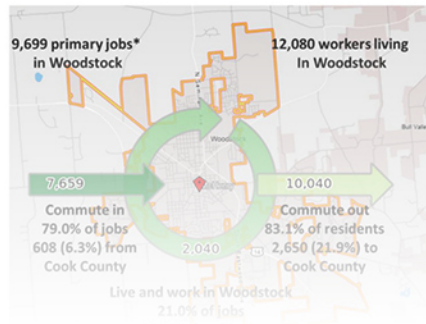 9,699 primary jobs*
in Woodstock
12,080 workers living
In Woodstock
7,659
10,040
Commute in
79.0% of jobs
608 (6.3%) from
Cook County
2,040
Commute out
83.1% of residents
2,650 (21.9%) to
Cook County
Live and work in Woodstock
21.0% of jobs